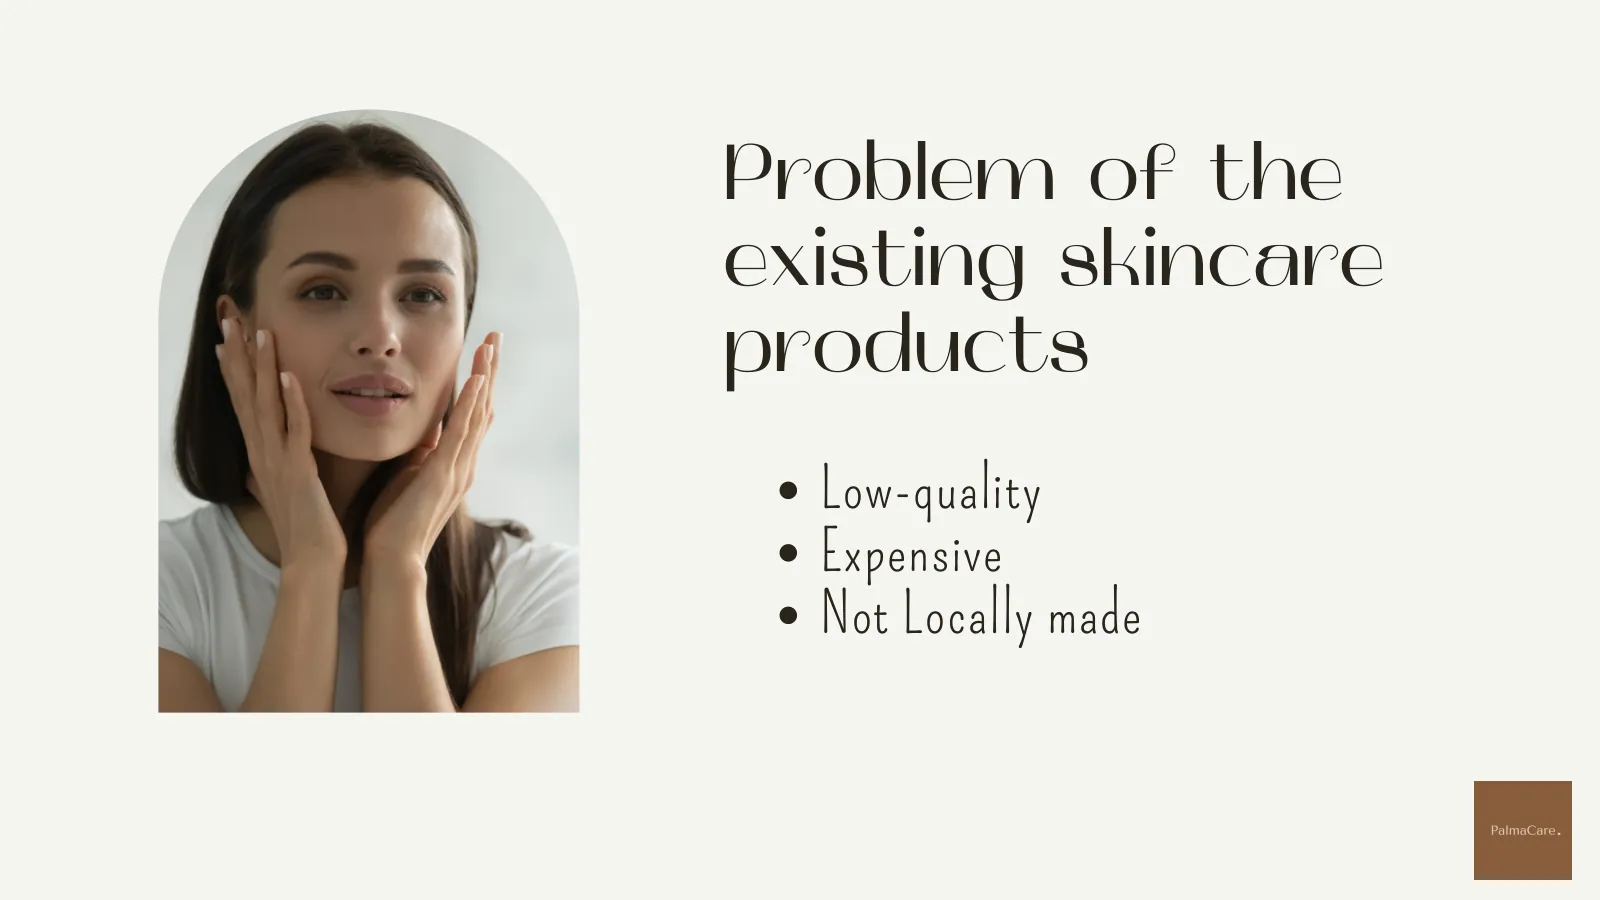 Problem of the
existing skincare
products
• Low-quality
• Expensive
• Not Locally made
PalmaCare.